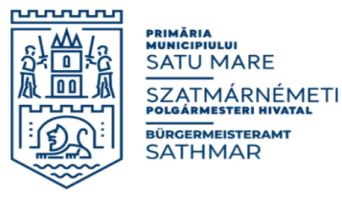 PRIMĂRIA
MUNICIPIULUI
SATU MARE
SZATMÁRNÉMETI
POLGÁRMESTERI HIVATAL
BÜRGERMEISTERAMT
SATHMAR